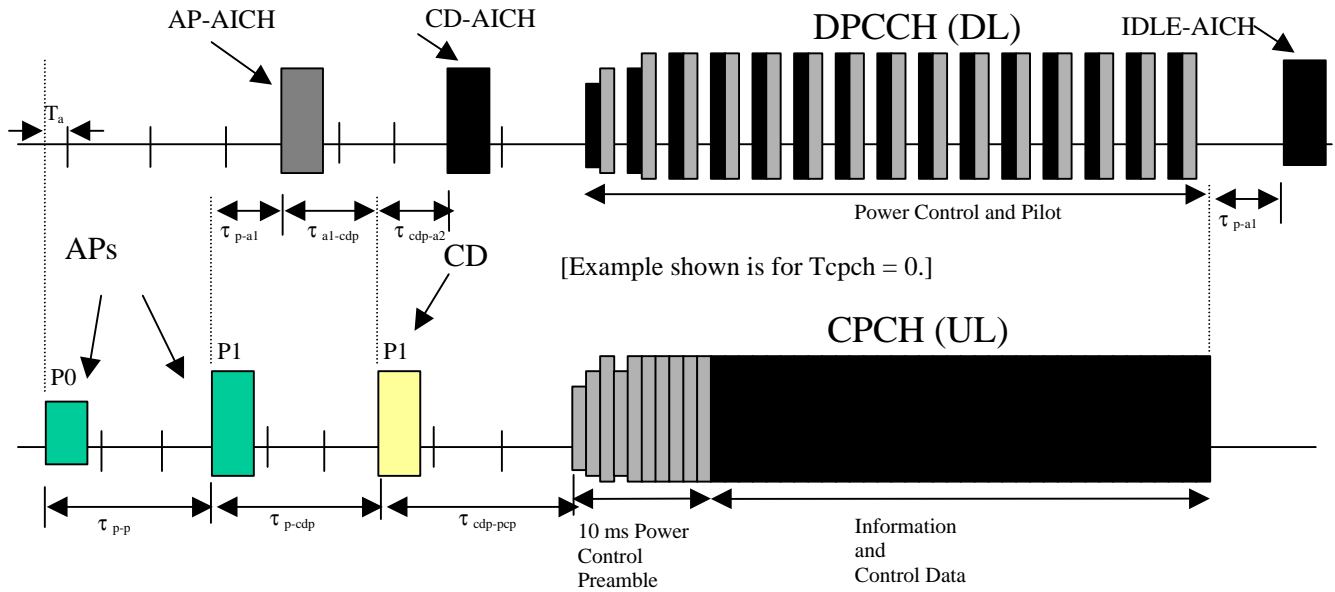 AP-AICH
CD-AICH
DPCCH (DL)
IDLE-AICH
Ta
Power Control and Pilot
τ p-a1
τ a1-cdp
τ cdp-a2
τ p-a1
APs
CD
[Example shown is for Tcpch = 0.]
CPCH (UL)
P0
P1
P1
τ p-p
τ p-cdp
τ cdp-pcp
10 ms Power
Control
Preamble
Information
and
Control Data